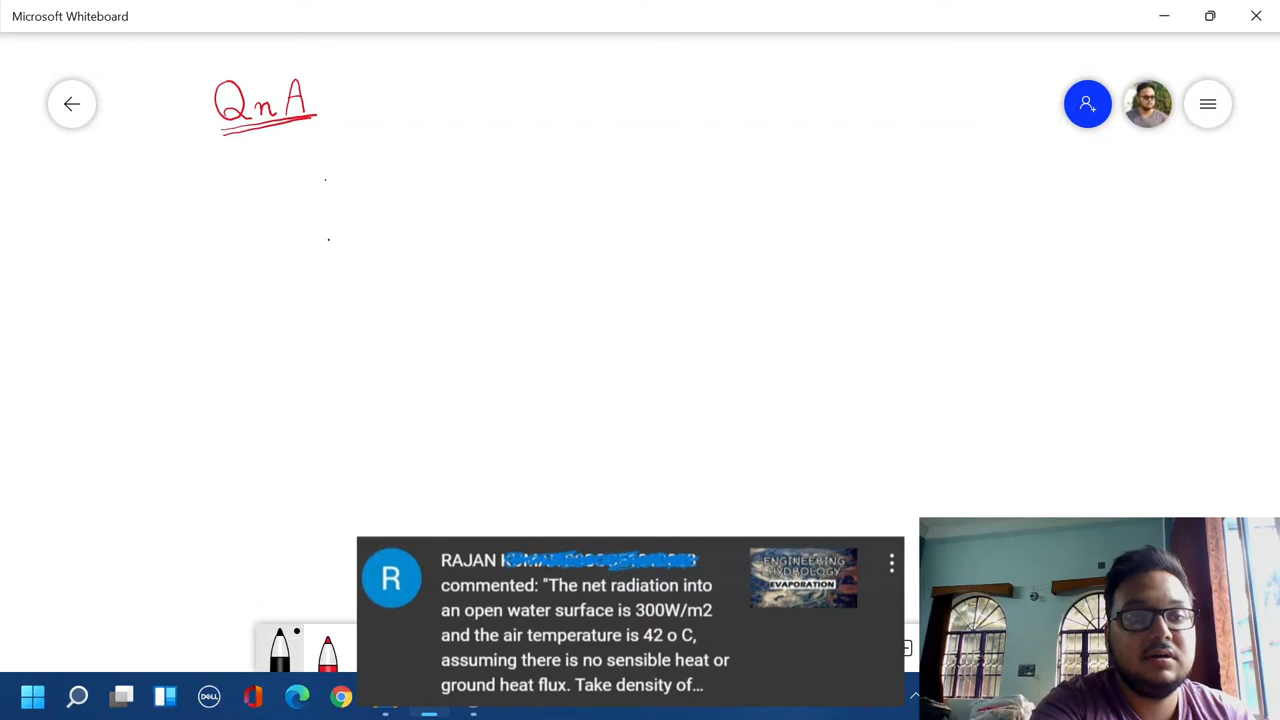 Microsoft Whiteboard
QnA
RAJAN
commented: "The net radiation into
an open water surface is 300W/m2
and the air temperature is 42 o C,
assuming there is no sensible heat or
ground heat flux. Take density of...
ENGINEERING
HYDROLOGY
EVAPORATION
R
DELL